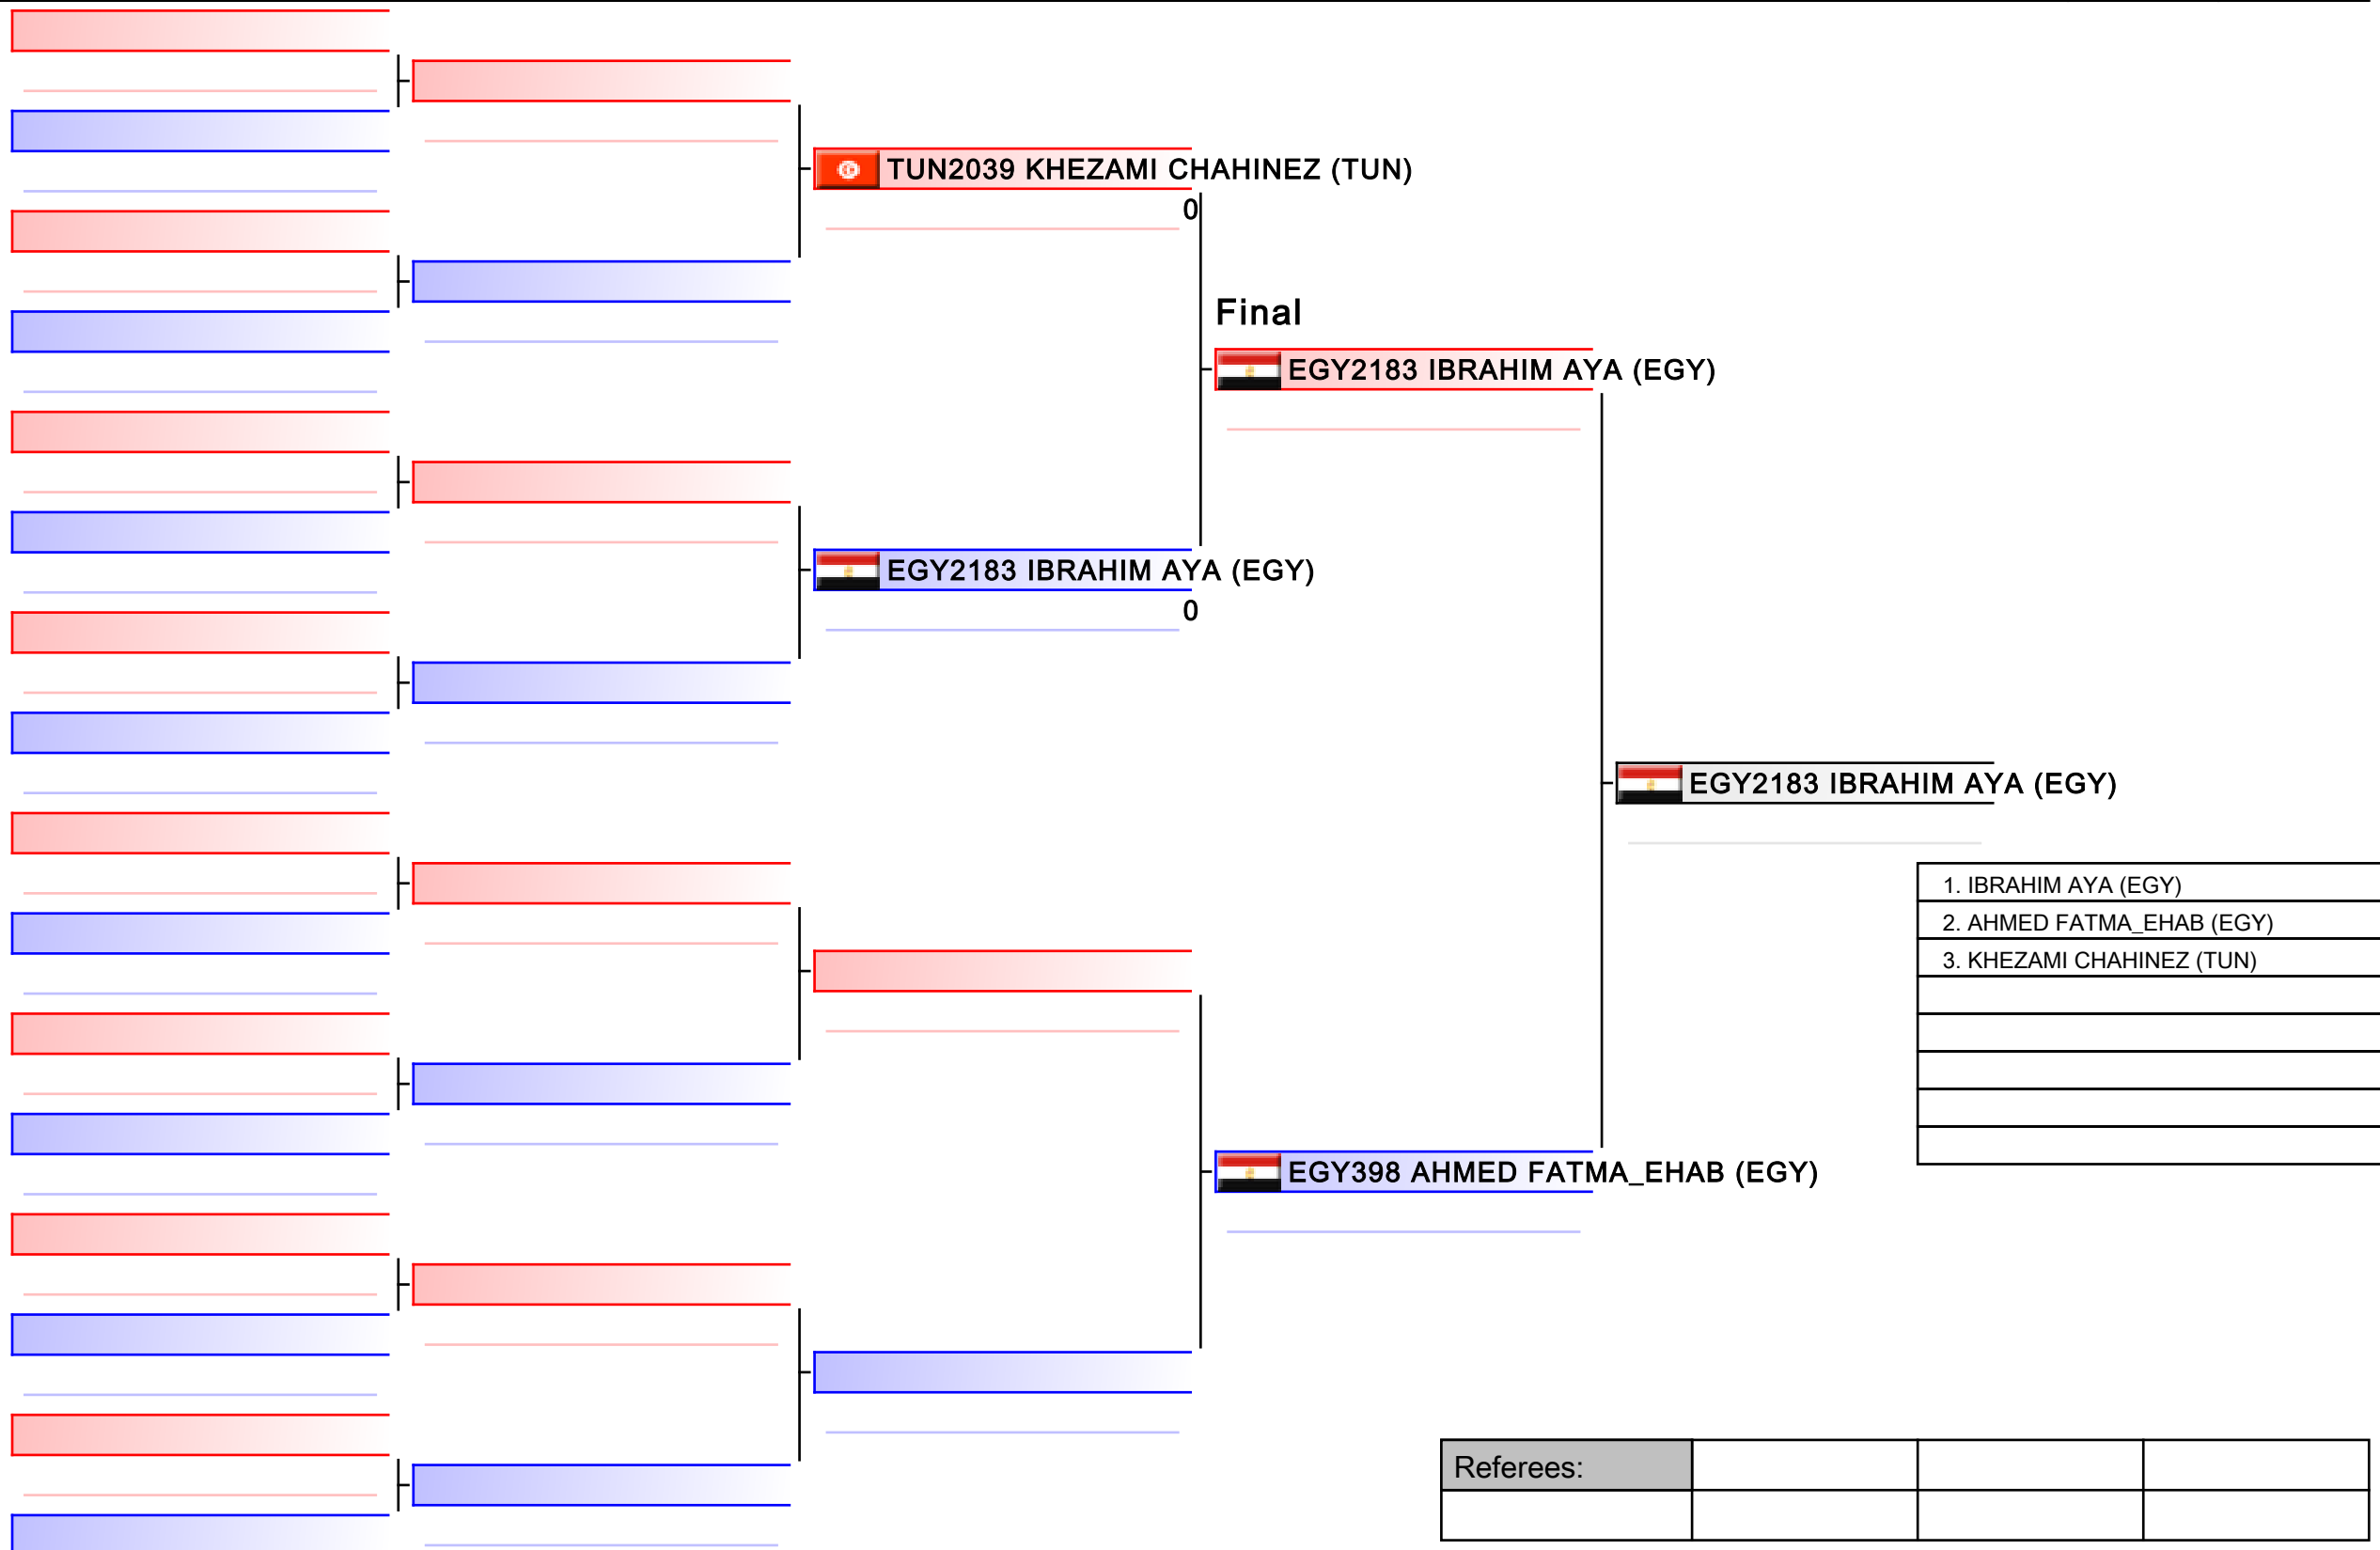 TUN2039 KHEZAMI CHAHINEZ (TUN)
0
Final
EGY2183 IBRAHIM AYA (EGY)
EGY2183 IBRAHIM AYA (EGY)
0
EGY2183 IBRAHIM AYA (EGY)
1. IBRAHIM AYA (EGY)
2. AHMED FATMA_EHAB (EGY)
3. KHEZAMI CHAHINEZ (TUN)
EGY398 AHMED FATMA_EHAB (EGY)
Referees: